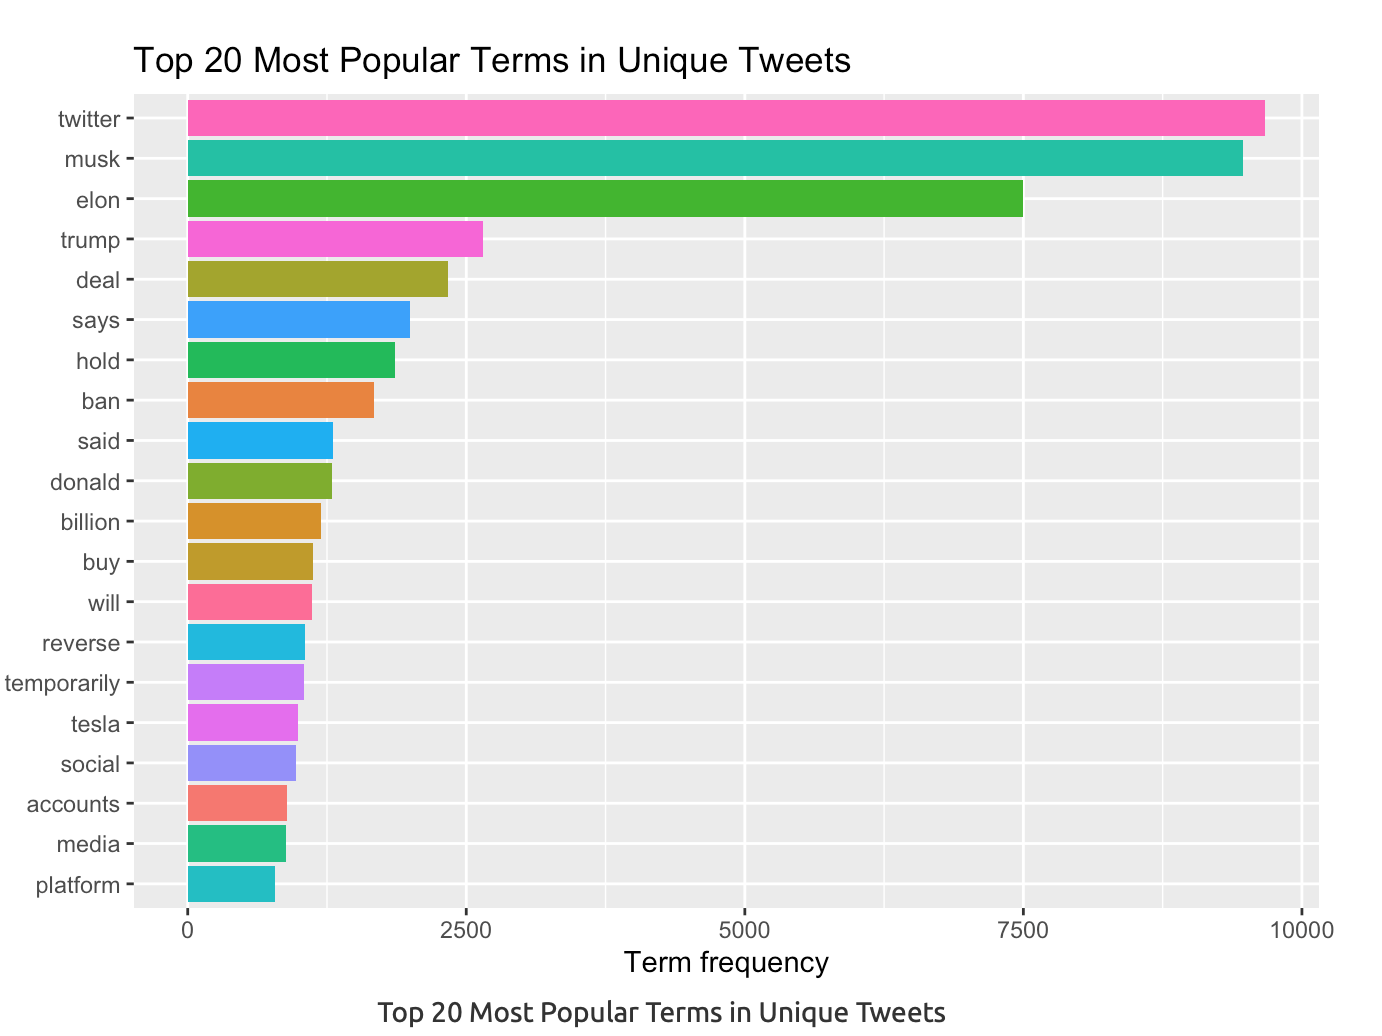 Top 20 Most Popular Terms in Unique Tweets
twitter
musk
elon
trump
deal
says
hold
ban
said
donald
billion
buy
will
reverse
temporarily
tesla
social
accounts
media
platform
0 2500 5000 7500 10000
Term frequency
Top 20 Most Popular Terms in Unique Tweets